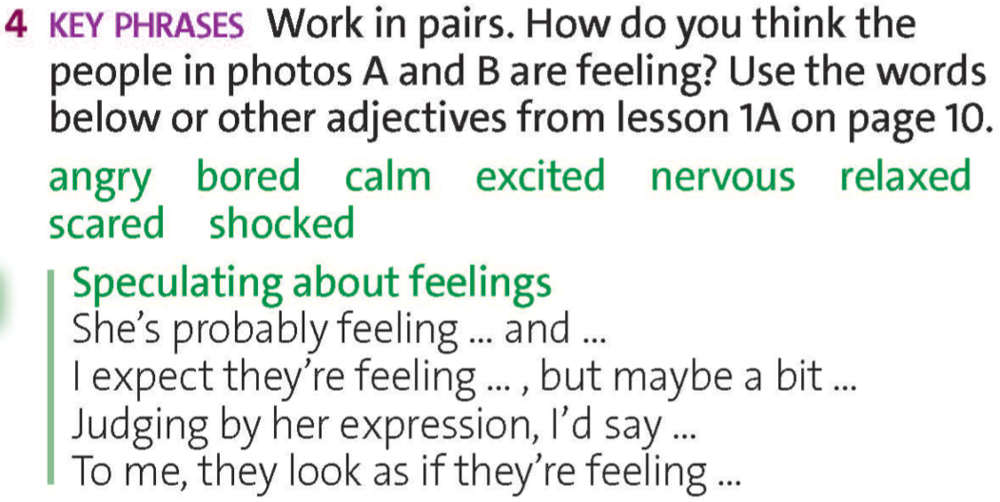 4 KEY PHRASES Work in pairs. How do you think the
people in photos A and B are feeling? Use the words
below or other adjectives from lesson 1A on page 10.
angry bored calm excited nervous relaxed
scared shocked
Speculating about feelings
She's probably feeling ... and ...
I expect they're feeling ... , but maybe a bit ...
Judging by her expression, I'd say ...
To me, they look as if they're feeling ...